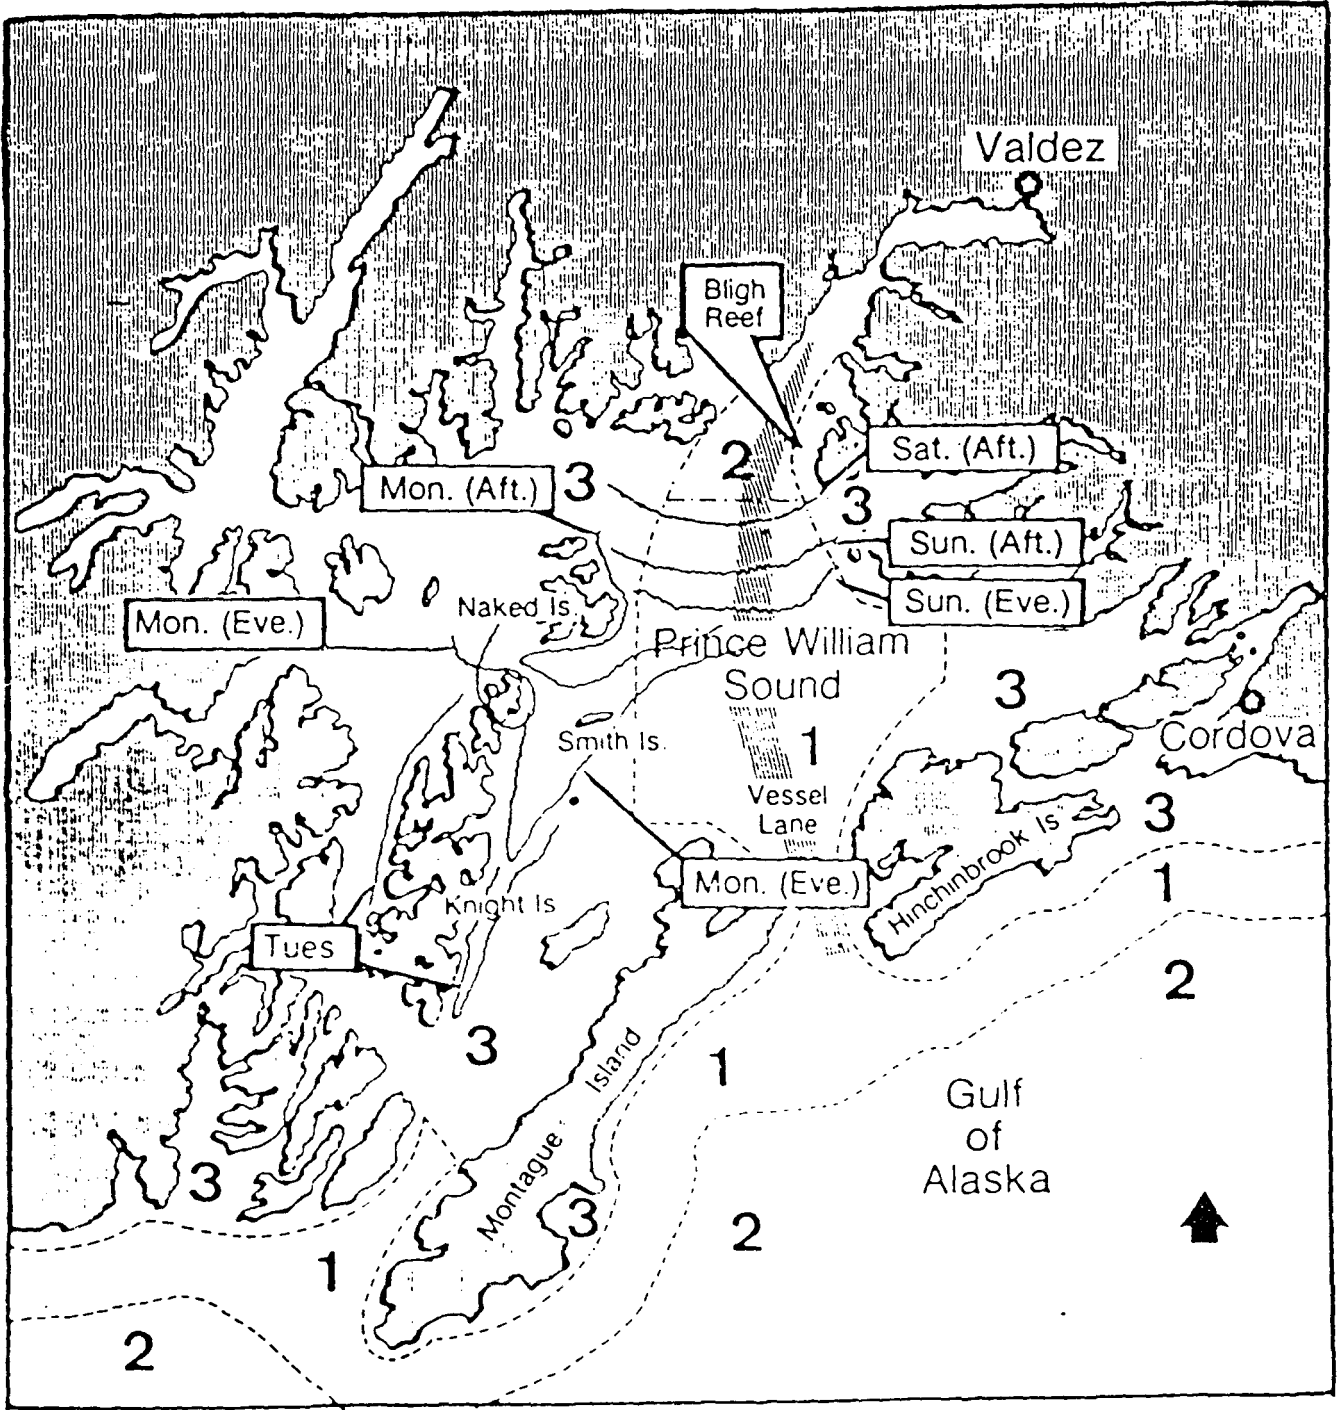 Valdez
Bligh
Reef
2
Sat. (Aft.)
Mon. (Aft.)
3
3
Sun. (Aft.)
Sun. (Eve.)
Naked Is.
Mon. (Eve.)
Prince William
Sound
3
Smith Is.
1
Cordova
Vessel
Lane
3
Hinchinbrook Is
Mon. (Eve.)
1
Knight Is
Tues
2
3
Island
1
Gulf
of
Alaska
Montague
3
3
2
1
2